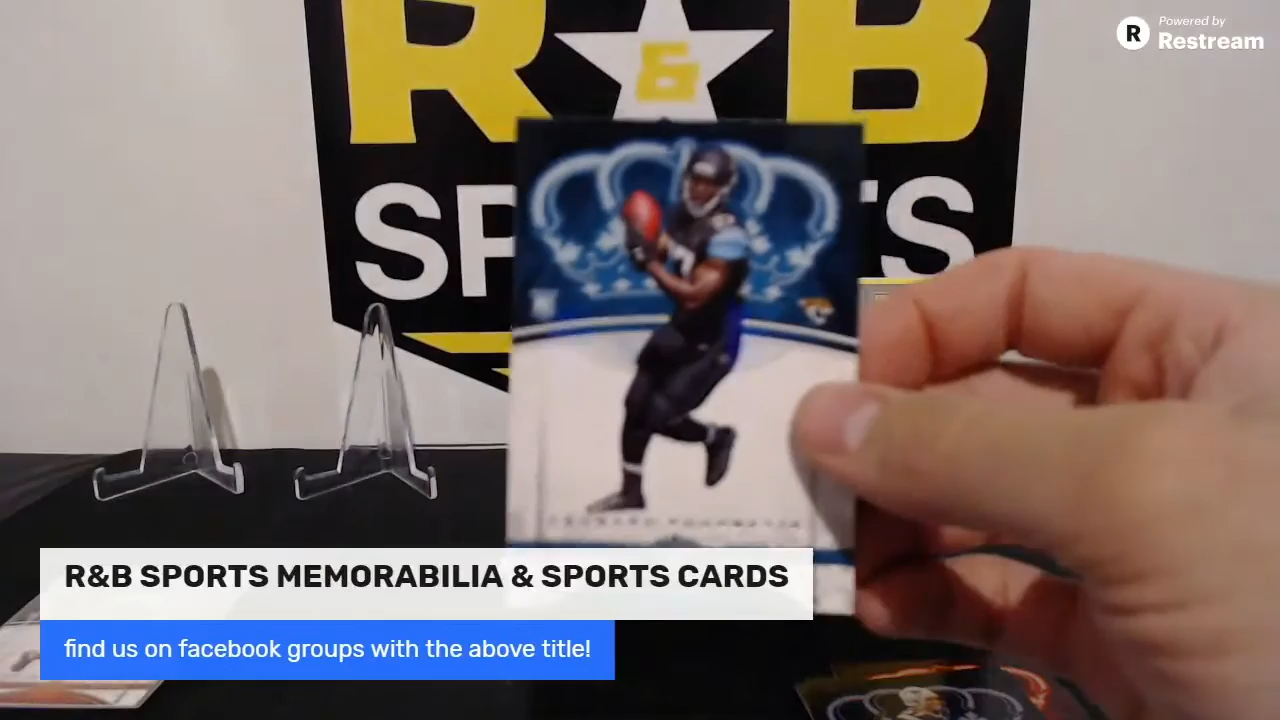 Powered by
R Restream
R & B
SP TS
R&B SPORTS MEMORABILIA & SPORTS CARDS
find us on facebook groups with the above title!